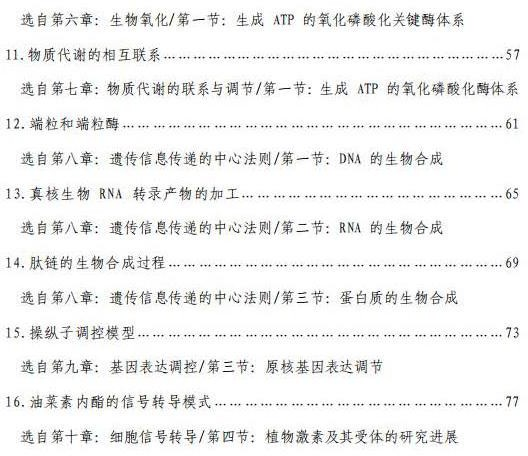 选自第六章: 生物氧化/第一节: 生成 ATP 的氧化磷酸化关键酶体系
11.物质代谢的相互联系………………………………………………………57
选自第七章: 物质代谢的联系与调节/第一节: 生成 ATP 的氧化磷酸化酶体系
12.端粒和端粒酶………………………………………………………………61
选自第八章: 遗传信息传递的中心法则/第一节: DNA 的生物合成
13.真核生物 RNA 转录产物的加工……………………………………………65
选自第八章: 遗传信息传递的中心法则/第二节: RNA 的生物合成
14.肽链的生物合成过程………………………………………………………69
选自第八章: 遗传信息传递的中心法则/第三节: 蛋白质的生物合成
15.操纵子调控模型……………………………………………………………73
选自第九章: 基因表达调控/第三节: 原核基因表达调节
16.油菜素内酯的信号转导模式………………………………………………77
选自第十章: 细胞信号转导/第四节: 植物激素及其受体的研究进展